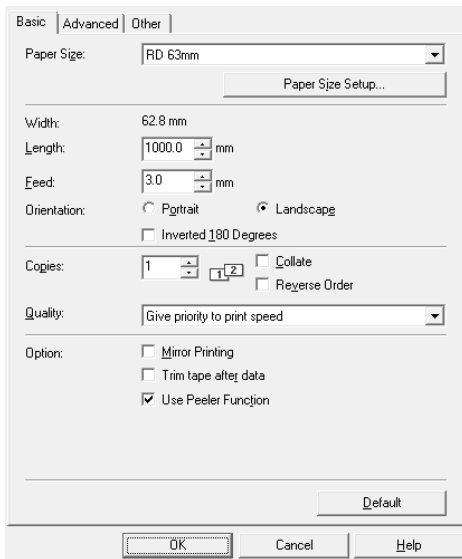 Basic Advanced Other
Paper Size: RD 63mm
Paper Size Setup...
Width: 62.8 mm
Length: 1000.0 mm
Feed: 3.0 mm
Orientation: Portrait Landscape
Inverted 180 Degrees
Copies: 1 1 2 Collate
Reverse Order
Quality: Give priority to print speed
Option: Mirror Printing
Trim tape after data
Use Peeler Function
Default
OK Cancel Help